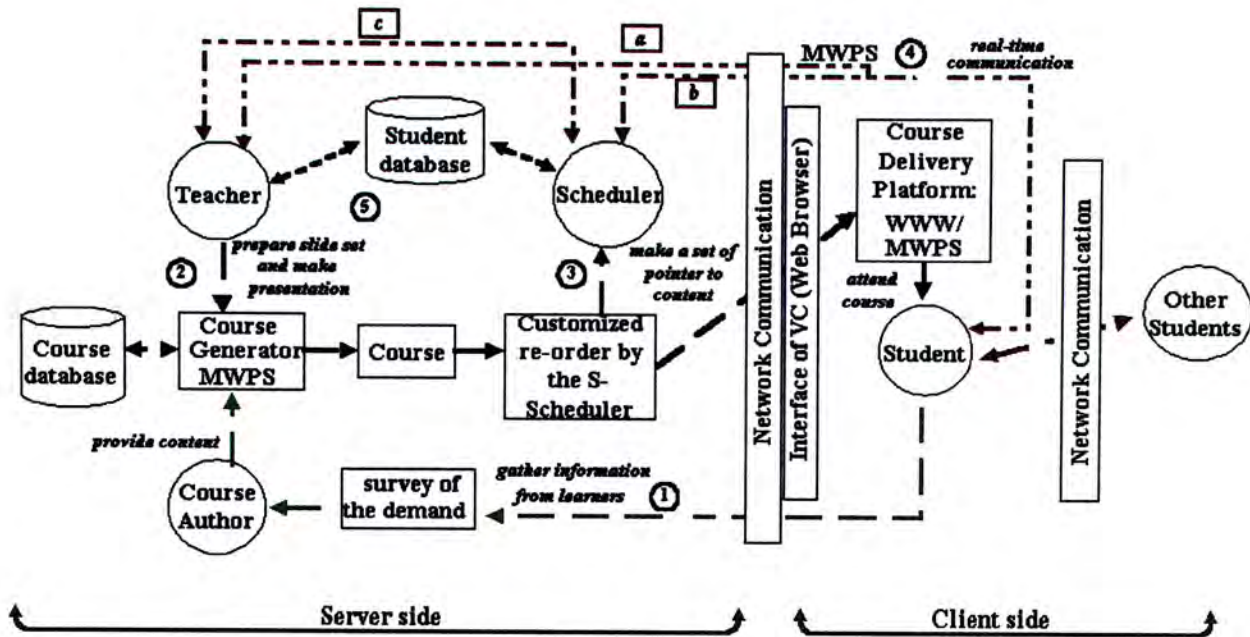 c
a
MWPS
4
real-time
communication
b
Student
database
Teacher
Scheduler
5
Course
Delivery
Platform:
WWW/
MWPS
Network Communication
Interface of VC (Web Browser)
Network Communication
2
prepare slide set
and make
presentation
3
make a set of
pointer to
content
attend
course
Other
Students
Course
database
Course
Generator
MWPS
Course
Customized
re-order by
the S-
Scheduler
Student
provide content
Course
Author
survey of
the demand
gather information
from learners
1
Server side
Client side